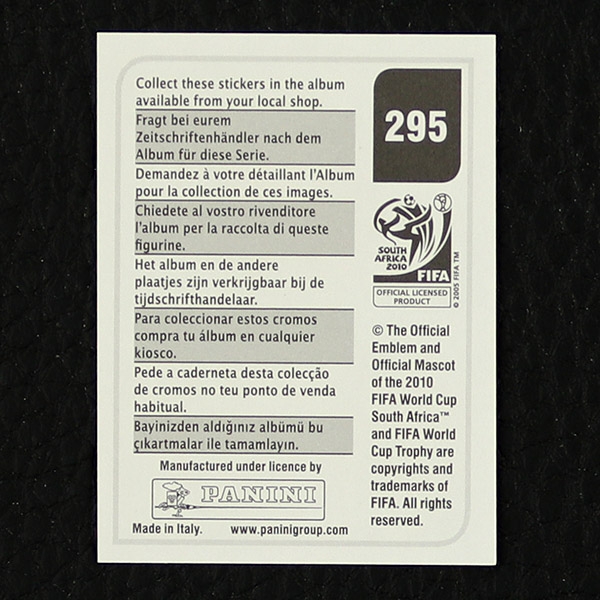 Collect these stickers in the album
available from your local shop.
Fragt bei eurem
Zeitschriftenhändler nach dem
Album für diese Serie.
Demandez à votre détaillant l'Album
pour la collection de ces images.
Chiedete al vostro rivenditore
l'album per la raccolta di queste
figurine.
Het album en de andere
plaatjes zijn verkrijgbaar bij de
tijdschrifthandelaar.
Para coleccionar estos cromos
compra tu álbum en cualquier
kiosco.
Pede a caderneta desta colecção
de cromos no teu ponto de venda
habitual.
Bayinizden aldığınız albümü bu
çıkartmalar ile tamamlayın.
Manufactured under licence by
PANINI
Made in Italy. www.paninigroup.com
295
SOUTH
AFRICA
2010
FIFA
OFFICIAL LICENSED
PRODUCT
© 2005 FIFA TM
© The Official
Emblem and
Official Mascot
of the 2010
FIFA World Cup
South Africa™
and FIFA World
Cup Trophy are
copyrights and
trademarks of
FIFA. All rights
reserved.